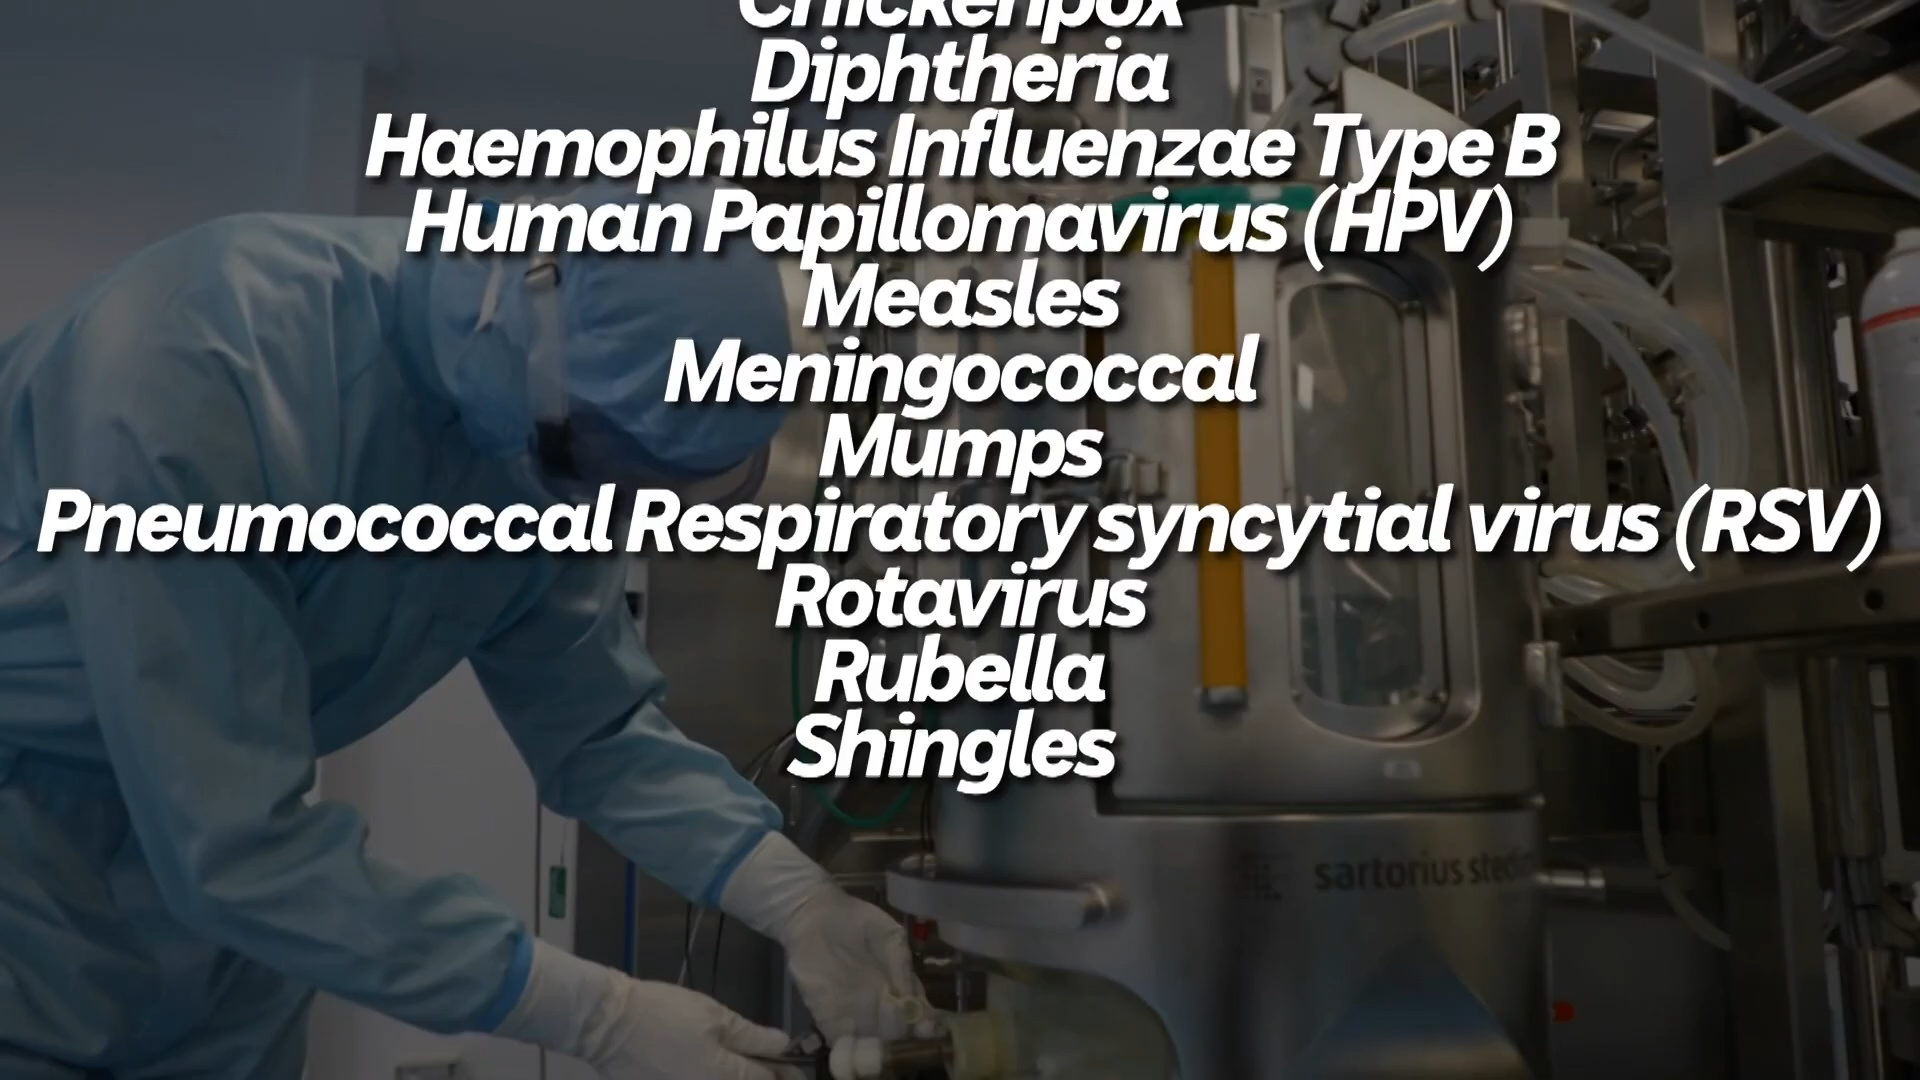 Chickenpox
Diphtheria
Haemophilus Influenzae Type B
Human Papillomavirus (HPV)
Measles
Meningococcal
Mumps
Pneumococcal Respiratory syncytial virus (RSV)
Rotavirus
Rubella
Shingles
sartorius